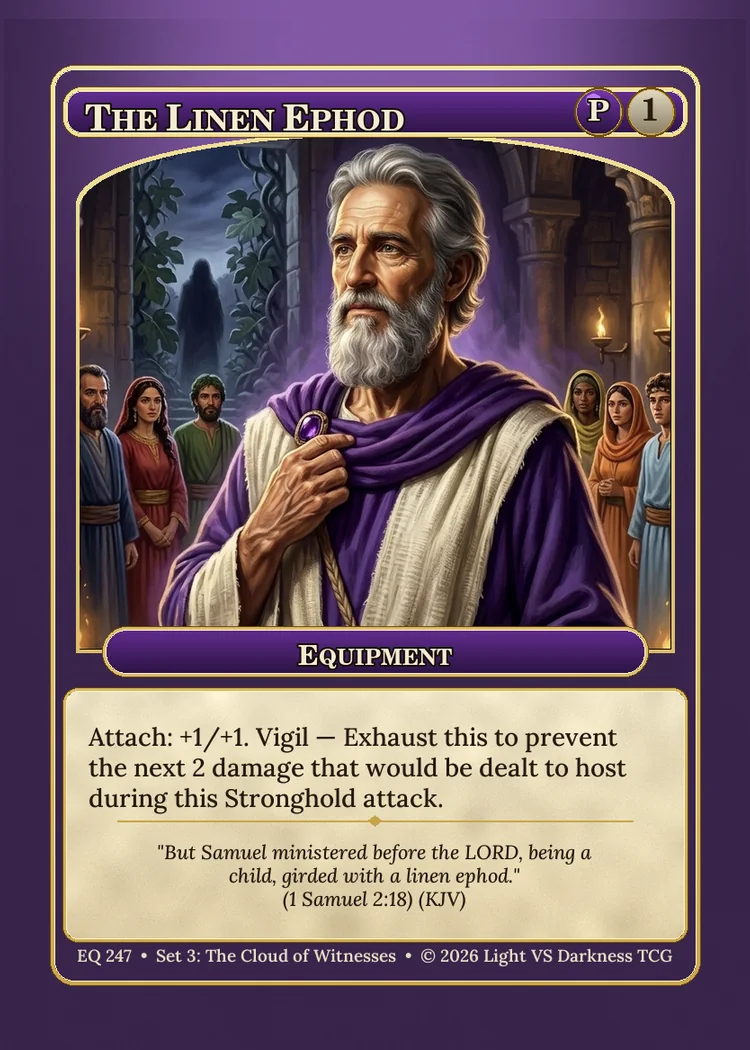 The Linen Ephod
P 1
Equipment
Attach: +1/+1. Vigil — Exhaust this to prevent
the next 2 damage that would be dealt to host
during this Stronghold attack.
"But Samuel ministered before the LORD, being a
child, girded with a linen ephod."
(1 Samuel 2:18) (KJV)
EQ 247 • Set 3: The Cloud of Witnesses • © 2026 Light VS Darkness TCG